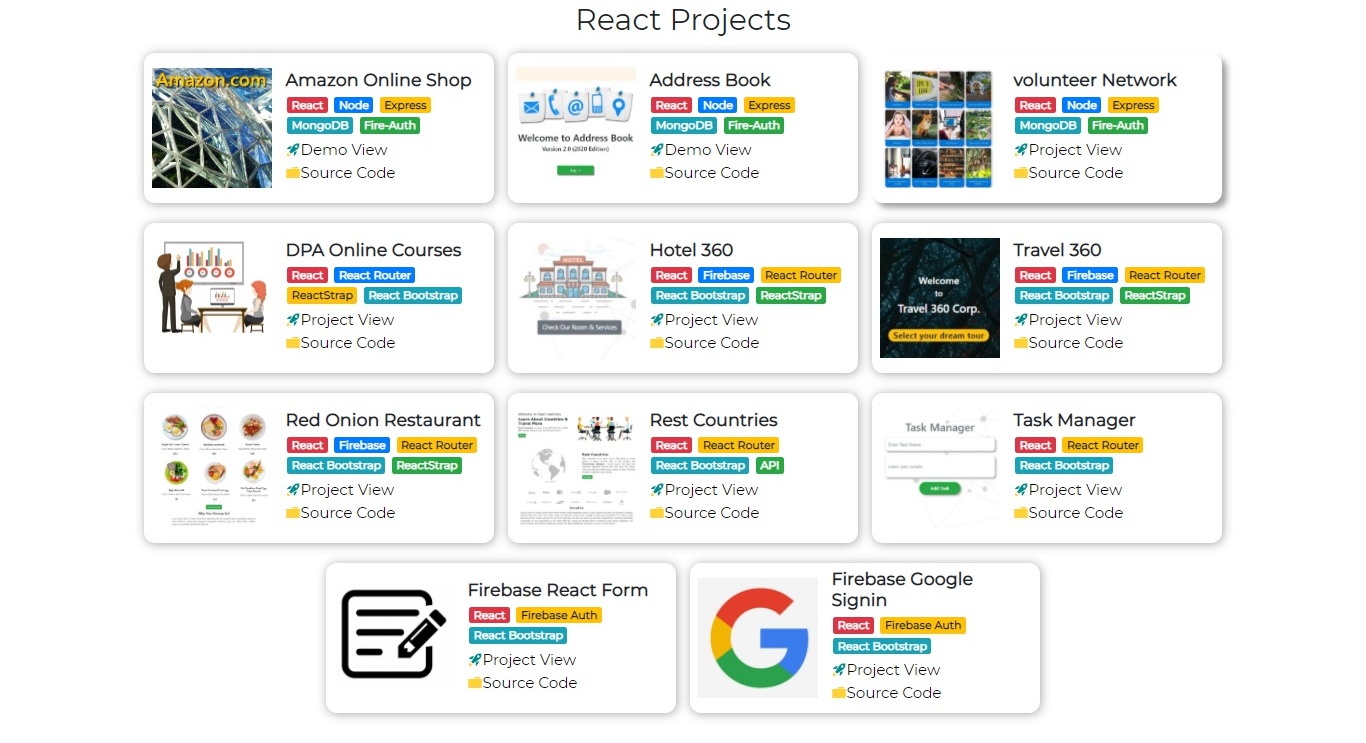 React Projects
Amazon.com
Amazon Online Shop
React Node Express
MongoDB Fire-Auth
Demo View
Source Code
Welcome to Address Book
Version 2.0 (2020 Edition)
Address Book
React Node Express
MongoDB Fire-Auth
Demo View
Source Code
volunteer Network
React Node Express
MongoDB Fire-Auth
Project View
Source Code
DPA Online Courses
React React Router
ReactStrap React Bootstrap
Project View
Source Code
HOTEL
Check Our Room & Services
Hotel 360
React Firebase React Router
React Bootstrap ReactStrap
Project View
Source Code
Welcome
to
Travel 360 Corp.
Select your dream tour
Travel 360
React Firebase React Router
React Bootstrap ReactStrap
Project View
Source Code
Red Onion Restaurant
React Firebase React Router
React Bootstrap ReactStrap
Project View
Source Code
Learn About Countries &
Travel More
Rest Countries
React React Router
React Bootstrap API
Project View
Source Code
Task Manager
Enter Task Name
Add Task
Task Manager
React React Router
React Bootstrap
Project View
Source Code
Firebase React Form
React Firebase Auth
React Bootstrap
Project View
Source Code
G
Firebase Google
Signin
React Firebase Auth
React Bootstrap
Project View
Source Code